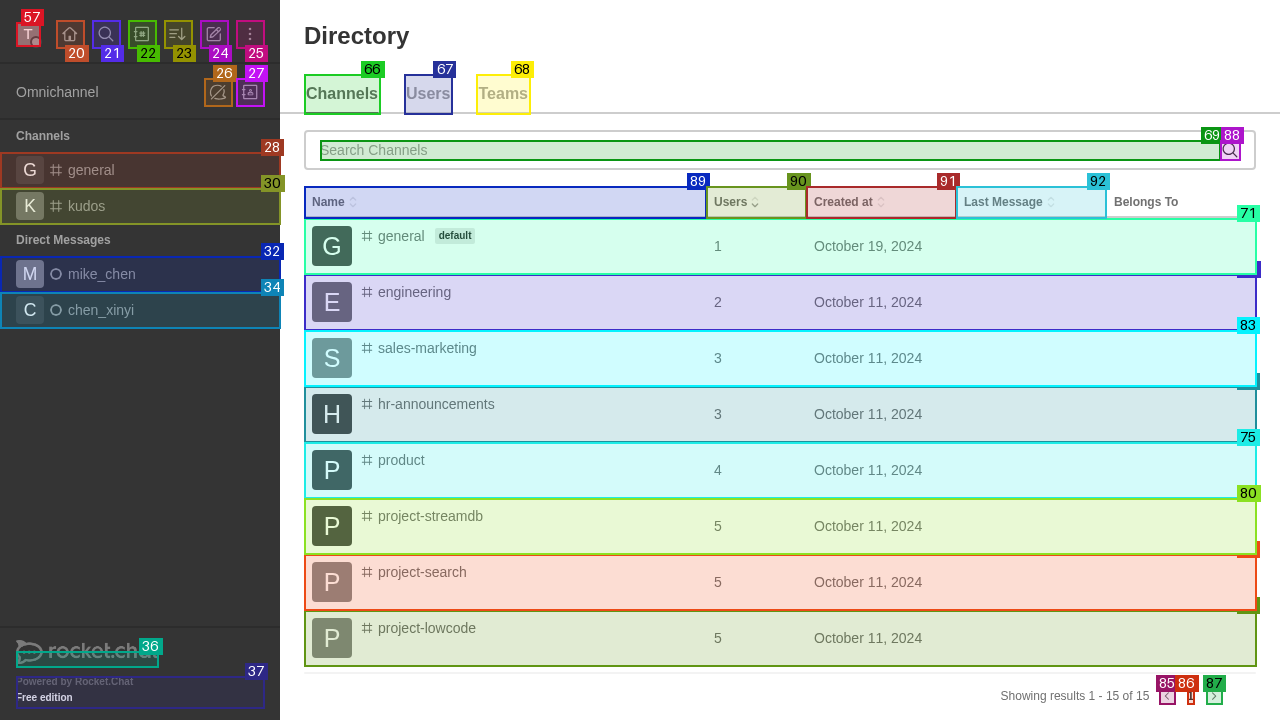 57
T
20
21
22
23
24
25
Omnichannel
26
27
Channels
28
G general
30
K kudos
Direct Messages
32
M mike_chen
34
C chen_xinyi
36
rocket.chat
37
Powered by Rocket.Chat
Free edition
Directory
66 67 68
Channels Users Teams
69 88
Search Channels
89 90 91 92
Name Users Created at Last Message Belongs To
71
G general default 1 October 19, 2024
E engineering 2 October 11, 2024
83
S sales-marketing 3 October 11, 2024
H hr-announcements 3 October 11, 2024
75
P product 4 October 11, 2024
80
P project-streamdb 5 October 11, 2024
P project-search 5 October 11, 2024
P project-lowcode 5 October 11, 2024
85 86 87
Showing results 1 - 15 of 15 1